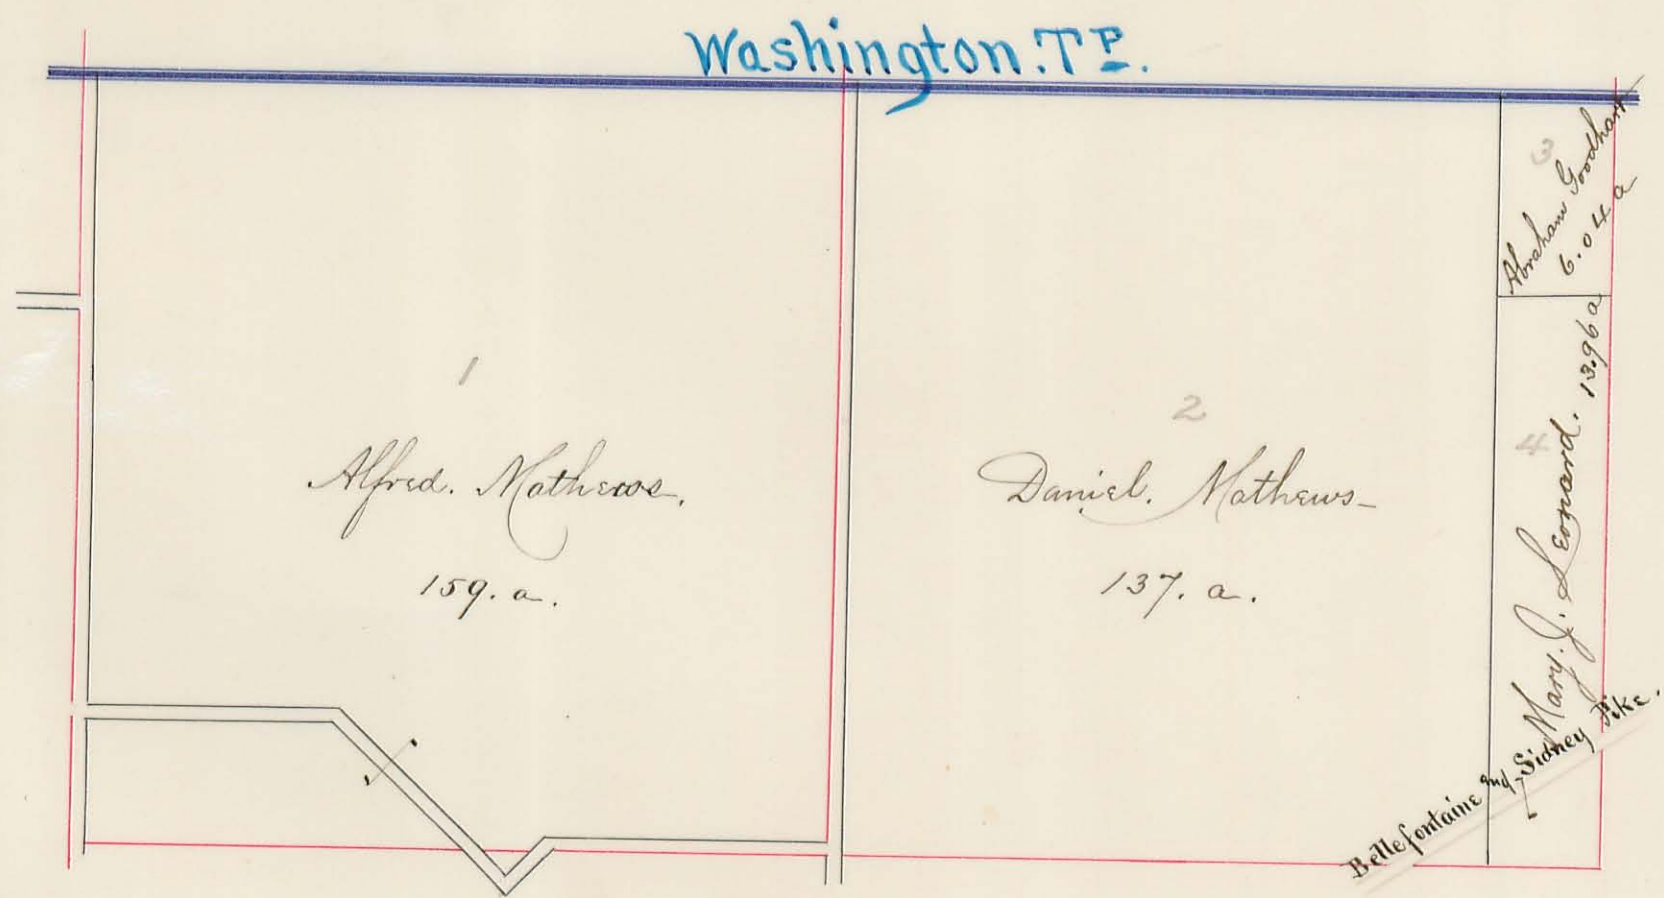 Washington. Tp.
1
Alfred. Mathews.
159. a.
2
Daniel. Mathews
137. a.
3
Abraham Goodhart
6.04 a
4
Mary. J. Leonard. 13.96 a
Bellefontaine and Sidney Pike.